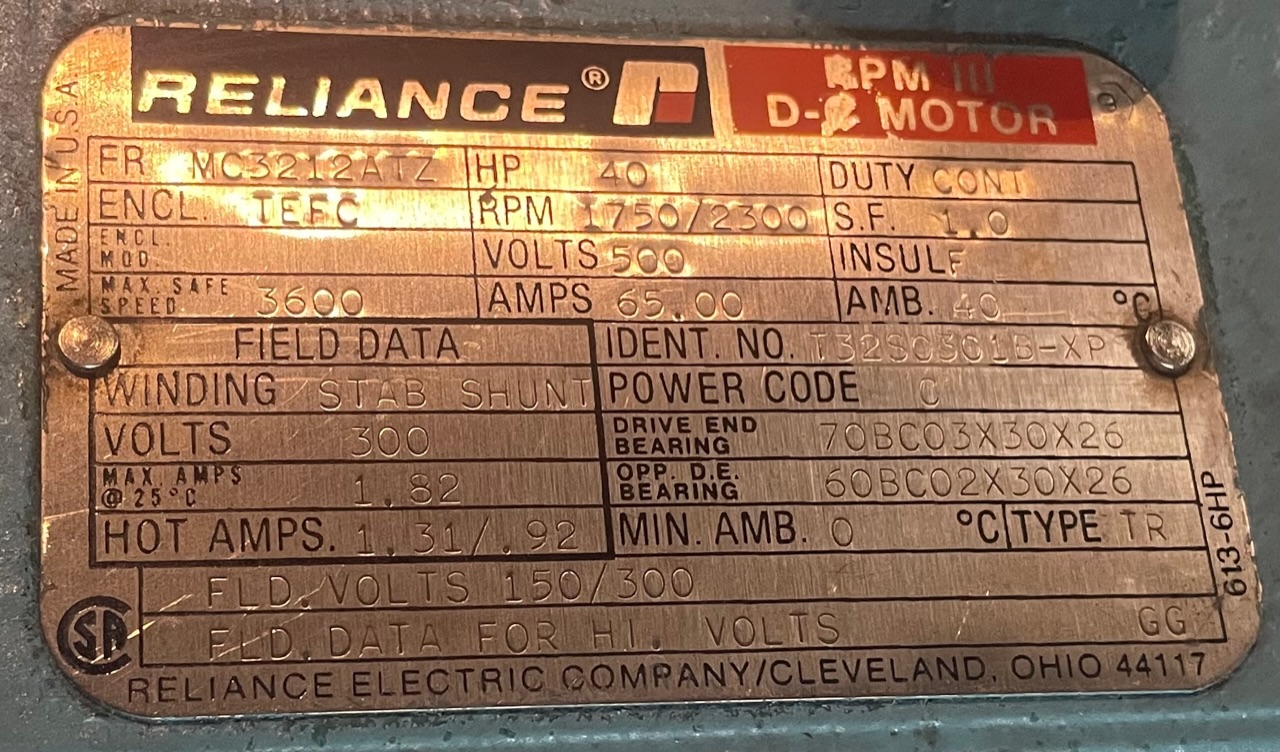 RELIANCE®
RPM III
D-C MOTOR
MADE IN U.S.A.
FR MC3212ATZ HP 40 DUTY CONT
ENCL. TEFC RPM 1750/2300 S.F. 1.0
ENCL. MOD. VOLTS 500 INSUL F
MAX. SAFE SPEED 3600 AMPS 65.00 AMB. 40 °C
FIELD DATA IDENT. NO. T32SC361B-XP
WINDING STAB SHUNT POWER CODE C
VOLTS 300 DRIVE END BEARING 70BC03X30X26
MAX. AMPS @ 25°C 1.82 OPP. D.E. BEARING 60BC02X30X26
HOT AMPS. 1.31/.92 MIN. AMB. 0 °C TYPE TR
FLD. VOLTS 150/300
FLD. DATA FOR HI. VOLTS GG
RELIANCE ELECTRIC COMPANY/CLEVELAND, OHIO 44117
613-6HP
SA